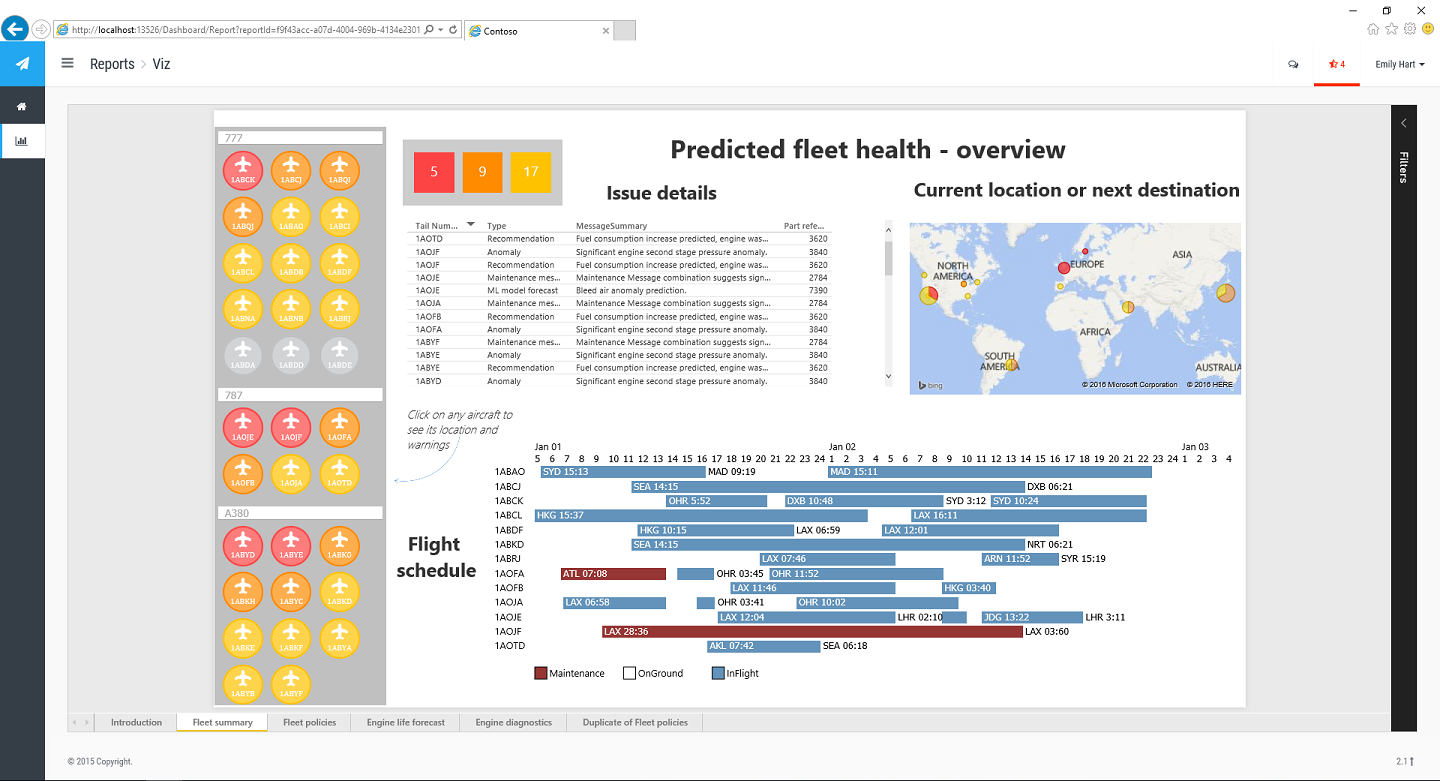 http://localhost:13526/Dashboard/Report?reportId=f9f43acc-a07d-4004-969b-4134e2301
Contoso
Reports > Viz
4
Emily Hart
Filters
777
1ABCK 1ABCJ 1ABQI
1ABQJ 1ABAO 1ABCI
1ABCL 1ABDB 1ABDF
1ABNA 1ABNB 1ABRJ
1ABDA 1ABDD 1ABDE
787
1AOJE 1AOJF 1AOFA
1AOFB 1AOJA 1AOTD
A380
1ABYD 1ABYE 1ABKG
1ABKH 1ABYC 1ABKD
1ABKE 1ABKF 1ABYA
1ABYB 1ABYF
5 9 17
Predicted fleet health - overview
Issue details
Tail Num... Type MessageSummary Part refe...
1AOTD Recommendation Fuel consumption increase predicted, engine was... 3620
1AOJF Anomaly Significant engine second stage pressure anomaly. 3840
1AOJF Recommendation Fuel consumption increase predicted, engine was... 3620
1AOJE Maintenance mes... Maintenance Message combination suggests sign... 2784
1AOJE ML model forecast Bleed air anomaly prediction. 7390
1AOJA Maintenance mes... Maintenance Message combination suggests sign... 2784
1AOFB Recommendation Fuel consumption increase predicted, engine was... 3620
1AOFA Anomaly Significant engine second stage pressure anomaly. 3840
1ABYF Maintenance mes... Maintenance Message combination suggests sign... 2784
1ABYE Anomaly Significant engine second stage pressure anomaly. 3840
1ABYE Recommendation Fuel consumption increase predicted, engine was... 3620
1ABYD Anomaly Significant engine second stage pressure anomaly. 3840
Current location or next destination
NORTH
AMERICA
EUROPE
ASIA
AFRICA
SOUTH
AMERICA
AUSTRALIA
bing
© 2016 Microsoft Corporation © 2016 HERE
Click on any aircraft to
see its location and
warnings
Flight
schedule
Jan 01 Jan 02 Jan 03
5 6 7 8 9 10 11 12 13 14 15 16 17 18 19 20 21 22 23 24 1 2 3 4 5 6 7 8 9 10 11 12 13 14 15 16 17 18 19 20 21 22 23 24 1 2 3 4
1ABAO SYD 15:13 MAD 09:19 MAD 15:11
1ABCJ SEA 14:15 DXB 06:21
1ABCK OHR 5:52 DXB 10:48 SYD 3:12 SYD 10:24
1ABCL HKG 15:37 LAX 16:11
1ABDF HKG 10:15 LAX 06:59 LAX 12:01
1ABKD SEA 14:15 NRT 06:21
1ABRJ LAX 07:46 ARN 11:52 SYR 15:19
1AOFA ATL 07:08 OHR 03:45 OHR 11:52
1AOFB LAX 11:46 HKG 03:40
1AOJA LAX 06:58 OHR 03:41 OHR 10:02
1AOJE LAX 12:04 LHR 02:10 JDG 13:22 LHR 3:11
1AOJF LAX 28:36 LAX 03:60
1AOTD AKL 07:42 SEA 06:18
Maintenance OnGround InFlight
Introduction Fleet summary Fleet policies Engine life forecast Engine diagnostics Duplicate of Fleet policies
© 2015 Copyright.
2.1